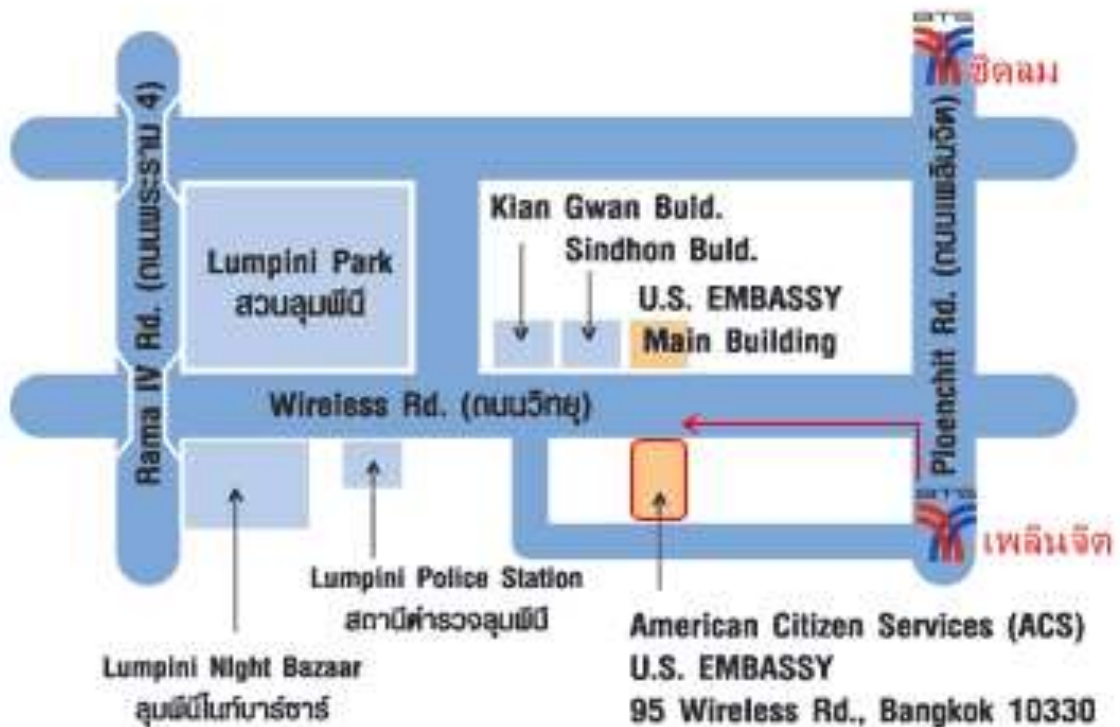 BTS
ชิดลม
Rama IV Rd. (ถนนพระราม 4)
Ploenchit Rd. (ถนนเพลินจิต)
Kian Gwan Buld.
Sindhon Buld.
Lumpini Park
สวนลุมพินี
U.S. EMBASSY
Main Building
Wireless Rd. (ถนนวิทยุ)
BTS
เพลินจิต
Lumpini Police Station
สถานีตำรวจลุมพินี
Lumpini Night Bazaar
ลุมพินีไนท์บาร์ซาร์
American Citizen Services (ACS)
U.S. EMBASSY
95 Wireless Rd., Bangkok 10330